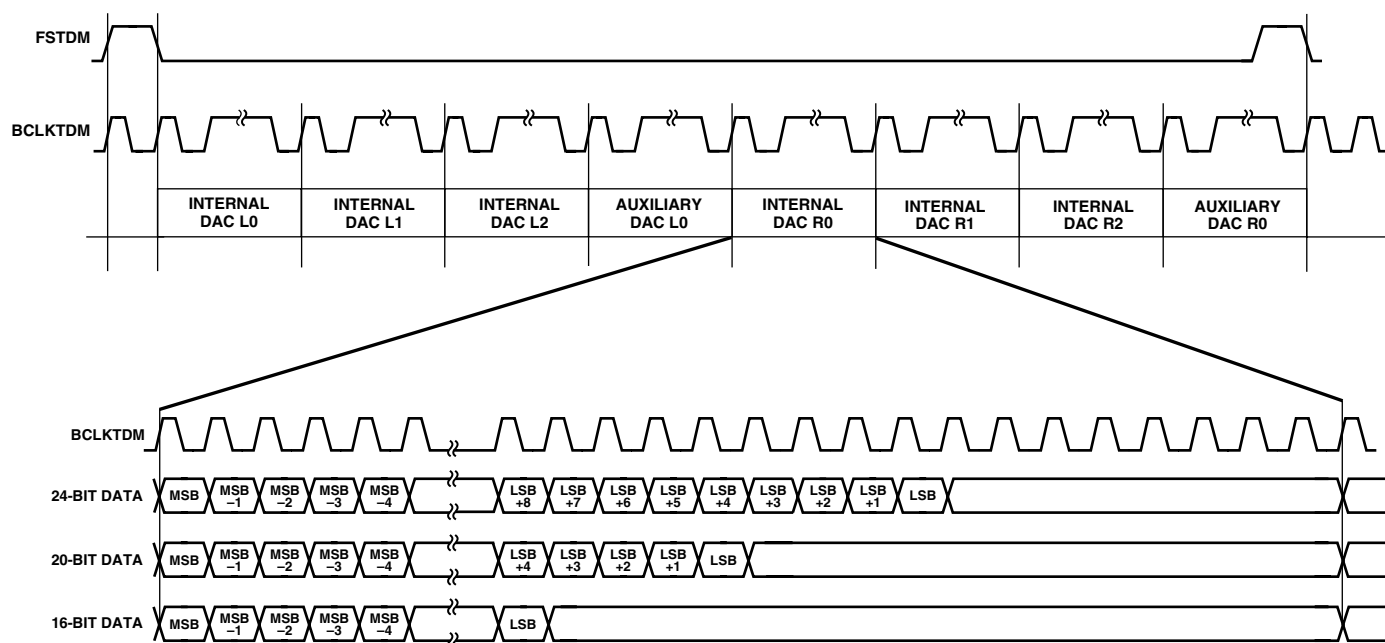 FSTDM
BCLKTDM
INTERNAL DAC L0
INTERNAL DAC L1
INTERNAL DAC L2
AUXILIARY DAC L0
INTERNAL DAC R0
INTERNAL DAC R1
INTERNAL DAC R2
AUXILIARY DAC R0
BCLKTDM
24-BIT DATA
MSB
MSB –1
MSB –2
MSB –3
MSB –4
LSB +8
LSB +7
LSB +6
LSB +5
LSB +4
LSB +3
LSB +2
LSB +1
LSB
20-BIT DATA
MSB
MSB –1
MSB –2
MSB –3
MSB –4
LSB +4
LSB +3
LSB +2
LSB +1
LSB
16-BIT DATA
MSB
MSB –1
MSB –2
MSB –3
MSB –4
LSB